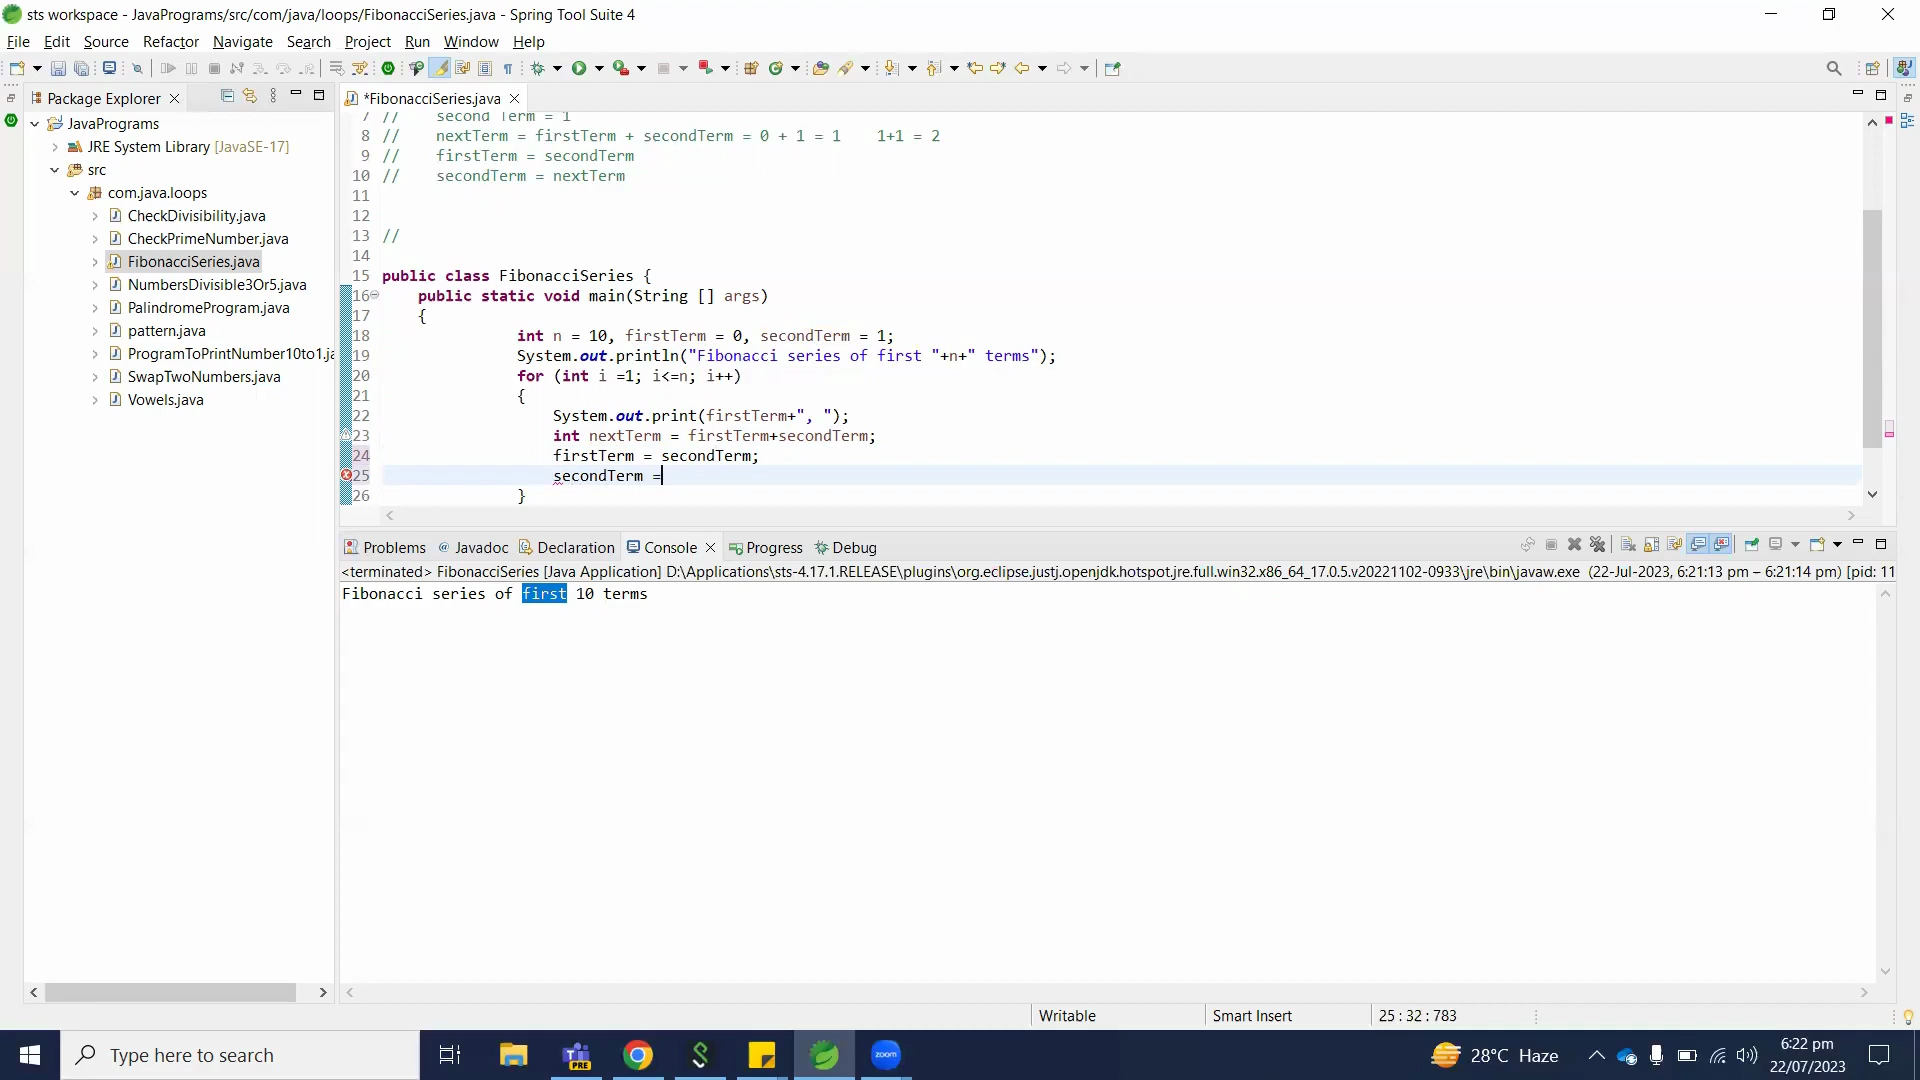 sts workspace - JavaPrograms/src/com/java/loops/FibonacciSeries.java - Spring Tool Suite 4
File Edit Source Refactor Navigate Search Project Run Window Help
Package Explorer
*FibonacciSeries.java
JavaPrograms
JRE System Library [JavaSE-17]
src
com.java.loops
CheckDivisibility.java
CheckPrimeNumber.java
FibonacciSeries.java
NumbersDivisible3Or5.java
PalindromeProgram.java
pattern.java
ProgramToPrintNumber10to1.ja
SwapTwoNumbers.java
Vowels.java
7 //    second Term = 1
8 //    nextTerm = firstTerm + secondTerm = 0 + 1 = 1    1+1 = 2
9 //    firstTerm = secondTerm
10 //    secondTerm = nextTerm
11
12
13 //
14
15 public class FibonacciSeries {
16 public static void main(String [] args)
17 {
18 int n = 10, firstTerm = 0, secondTerm = 1;
19 System.out.println("Fibonacci series of first "+n+" terms");
20 for (int i =1; i<=n; i++)
21 {
22 System.out.print(firstTerm+", ");
23 int nextTerm = firstTerm+secondTerm;
24 firstTerm = secondTerm;
25 secondTerm =
26 }
Problems @ Javadoc Declaration Console Progress Debug
<terminated> FibonacciSeries [Java Application] D:\Applications\sts-4.17.1.RELEASE\plugins\org.eclipse.justj.openjdk.hotspot.jre.full.win32.x86_64_17.0.5.v20221102-0933\jre\bin\javaw.exe (22-Jul-2023, 6:21:13 pm – 6:21:14 pm) [pid: 11
Fibonacci series of first 10 terms
Writable Smart Insert 25 : 32 : 783
Type here to search
PRE
zoom
28°C Haze
6:22 pm
22/07/2023